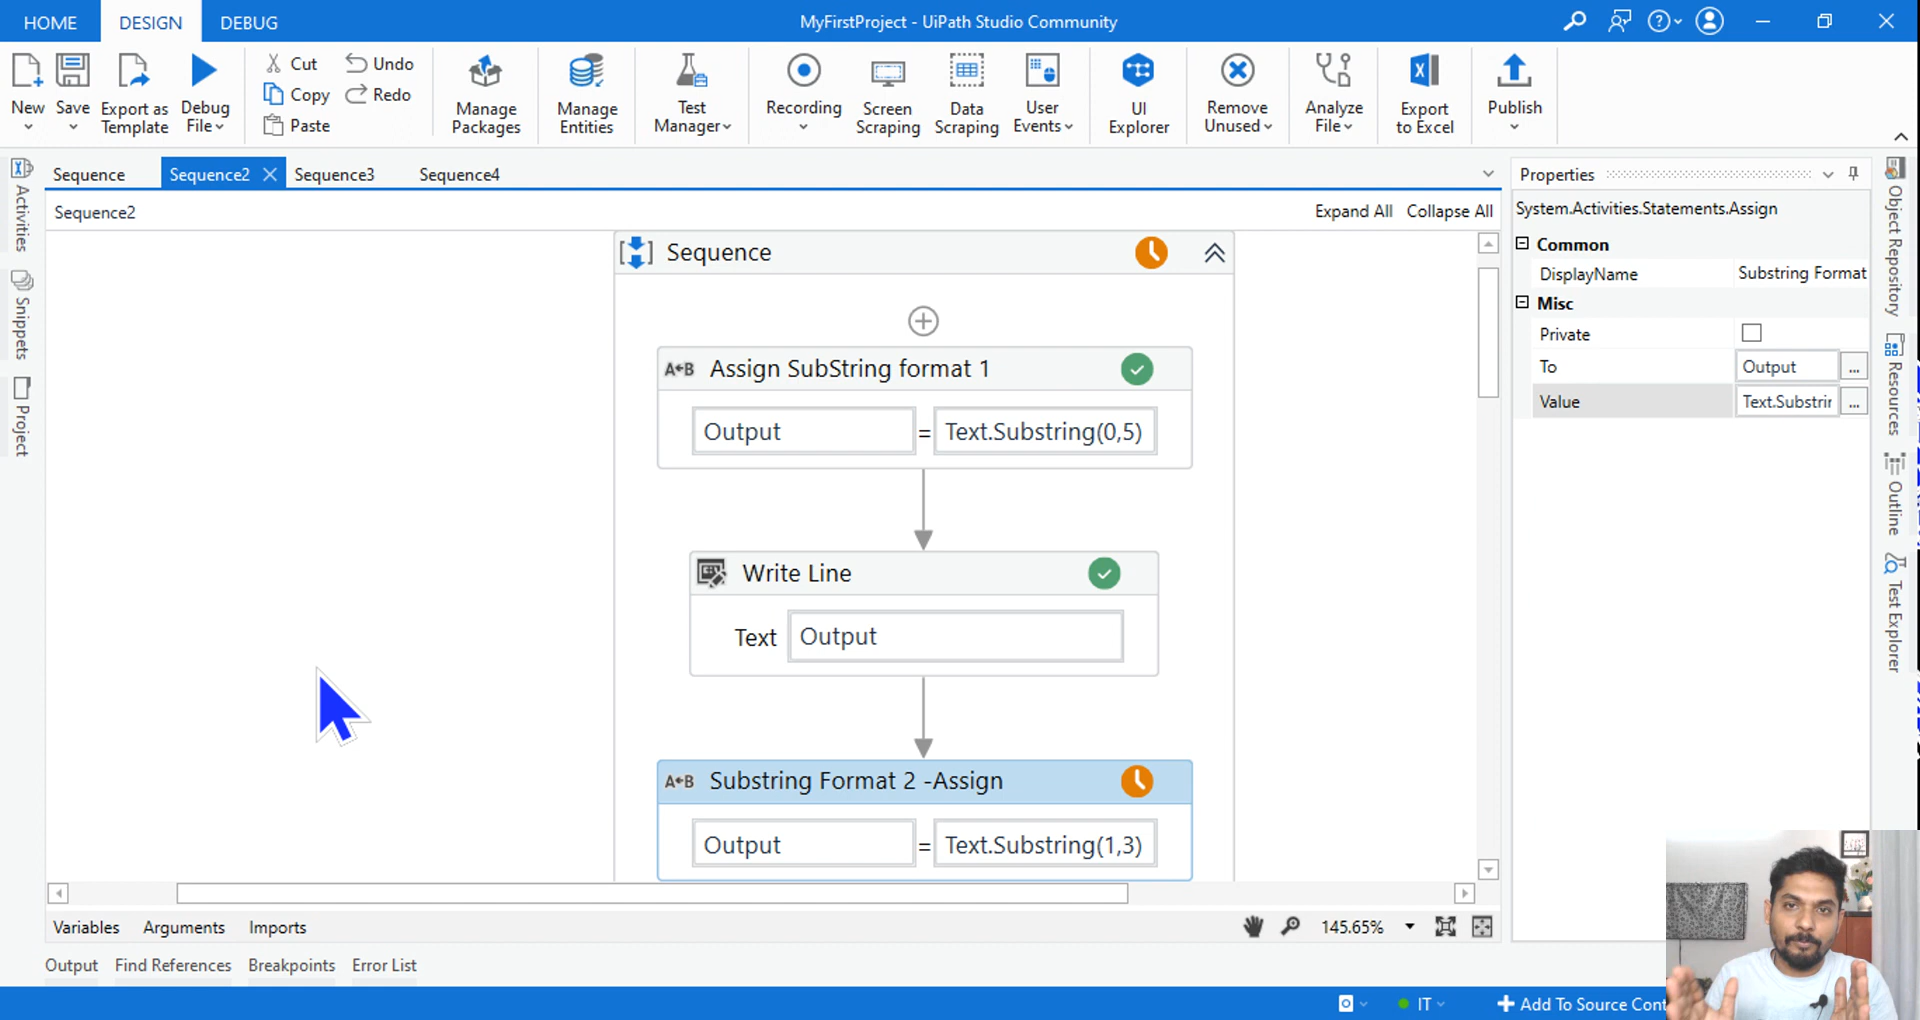 HOME DESIGN DEBUG MyFirstProject - UiPath Studio Community
New Save Export as Template Debug File Cut Copy Paste Undo Redo Manage Packages Manage Entities Test Manager Recording Screen Scraping Data Scraping User Events UI Explorer Remove Unused Analyze File Export to Excel Publish
Sequence Sequence2 Sequence3 Sequence4
Sequence2 Expand All Collapse All
Activities
Snippets
Project
Sequence
A B Assign SubString format 1
Output = Text.Substring(0,5)
Write Line
Text Output
A B Substring Format 2 -Assign
Output = Text.Substring(1,3)
Properties
System.Activities.Statements.Assign
Common
DisplayName Substring Format
Misc
Private
To Output ...
Value Text.Substrin ...
Object Repository
Resources
Outline
Test Explorer
Variables Arguments Imports 145.65%
Output Find References Breakpoints Error List
IT Add To Source Cont